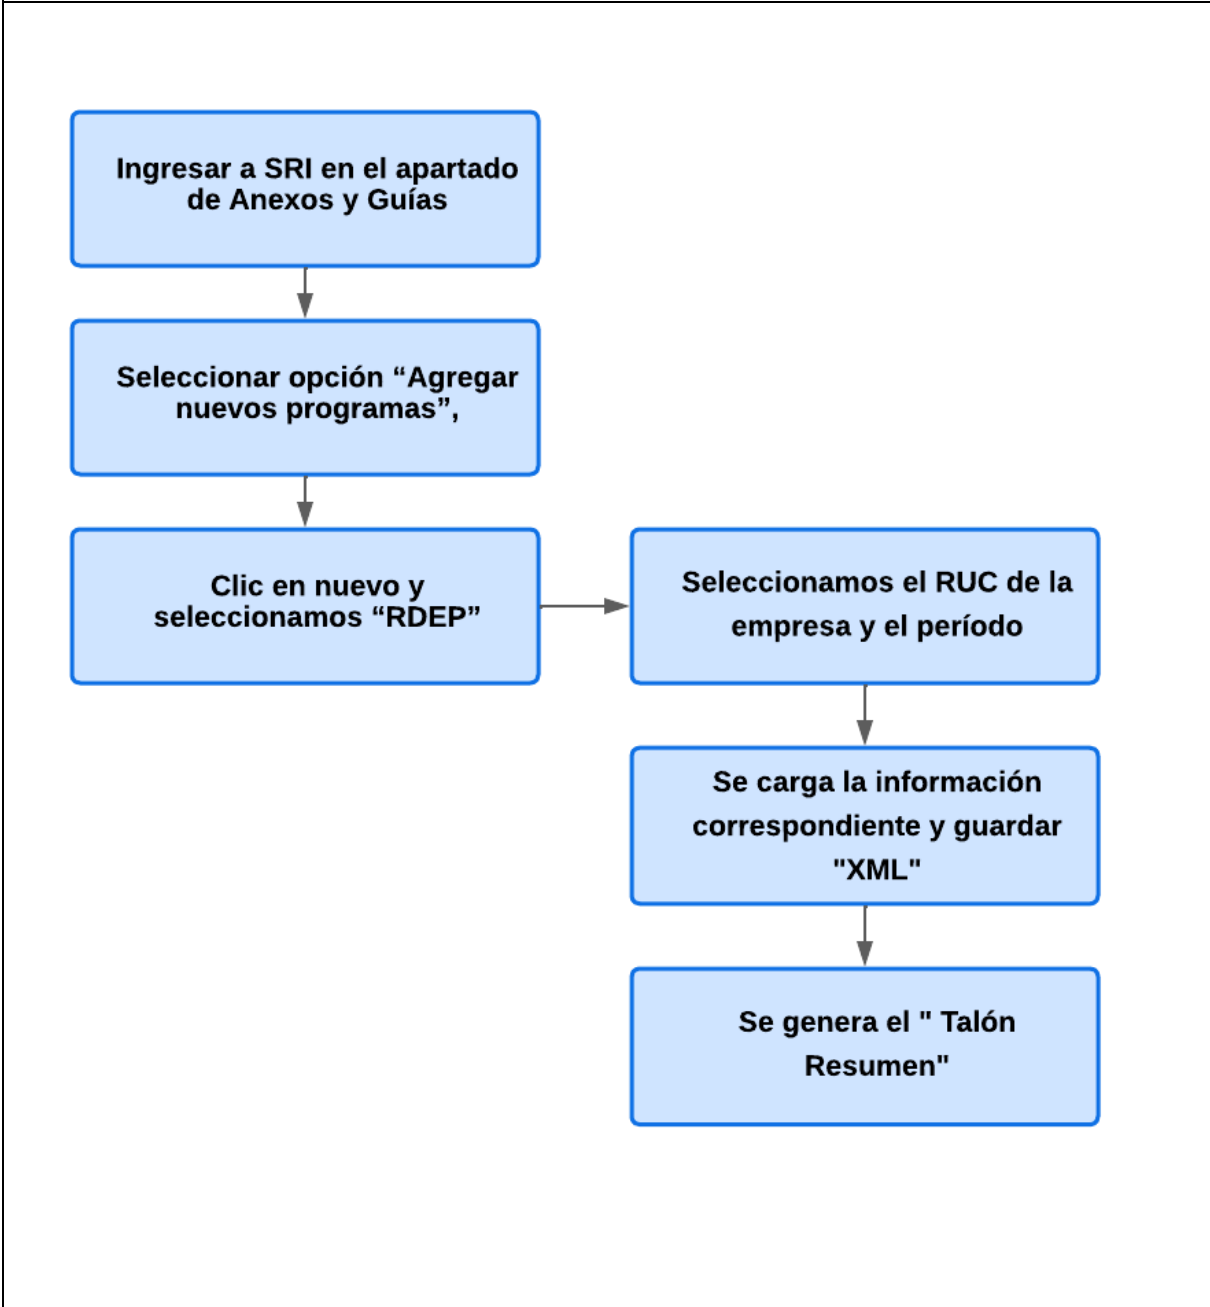 Ingresar a SRI en el apartado
de Anexos y Guías
Seleccionar opción “Agregar
nuevos programas”,
Clic en nuevo y
seleccionamos “RDEP”
Seleccionamos el RUC de la
empresa y el período
Se carga la información
correspondiente y guardar
"XML"
Se genera el " Talón
Resumen"